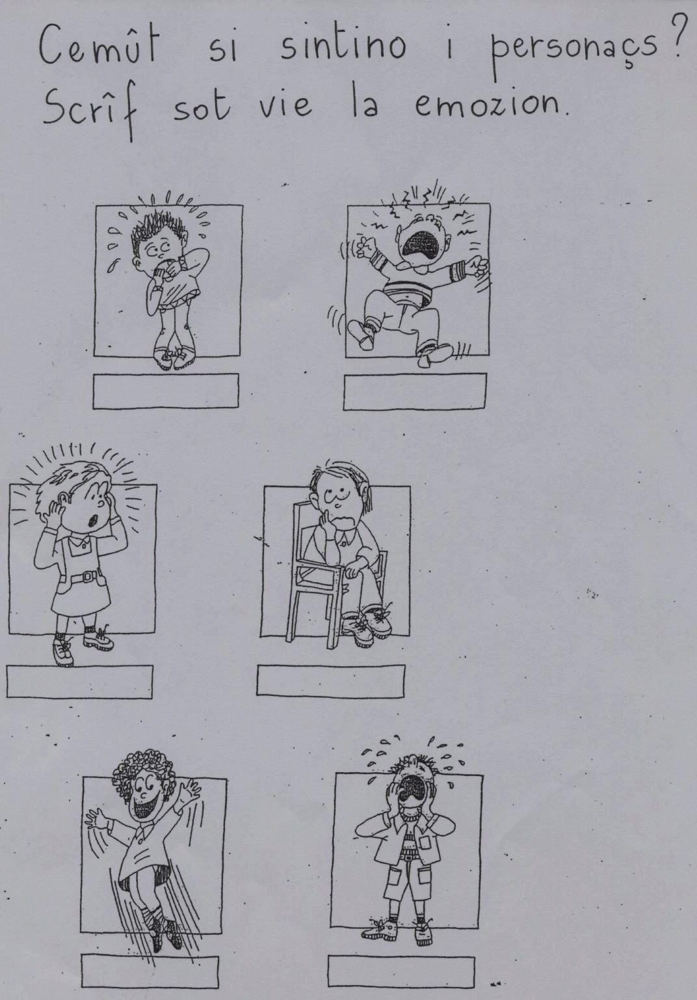 Cemût si sintino i personaçs?
Scrîf sot vie la emozion.